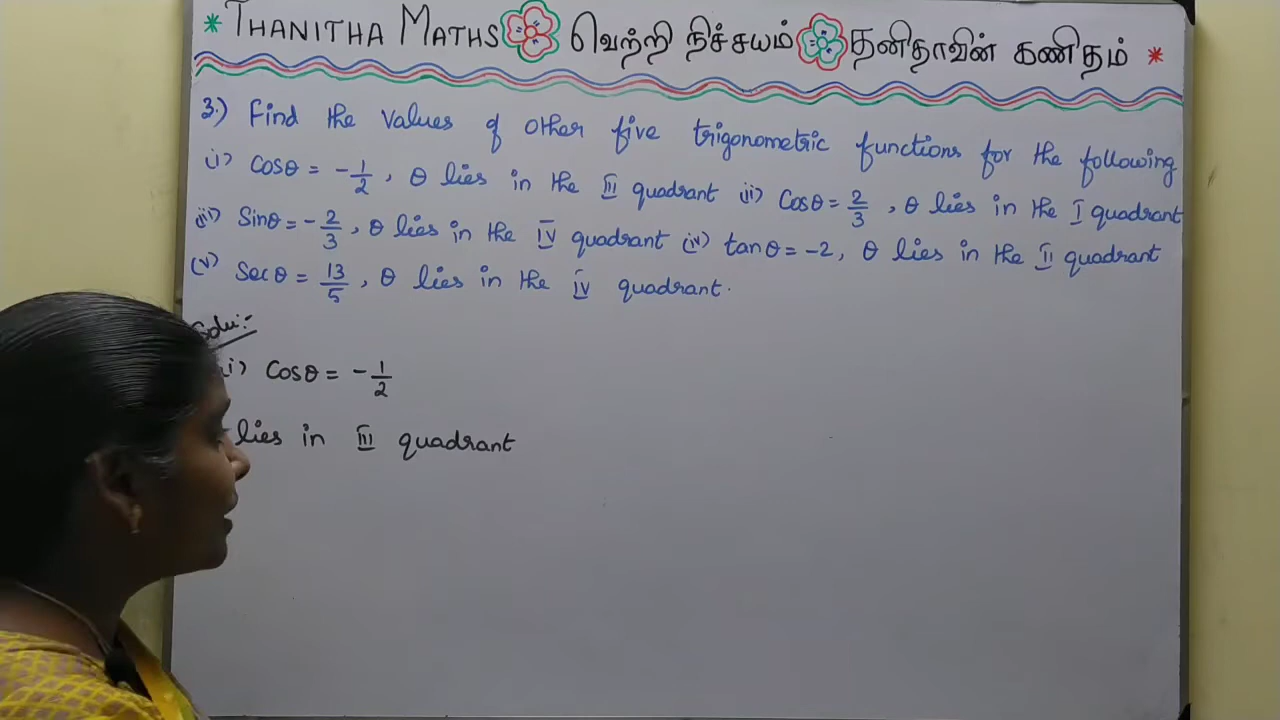 * THANITHA MATHS வெற்றி நிச்சயம் தனிதாவின் கணிதம் *
3.) Find the values of other five trigonometric functions for the following
(i) Cosθ = -1/2, θ lies in the III quadrant (ii) Cosθ = 2/3, θ lies in the I quadrant
(iii) Sinθ = -2/3, θ lies in the IV quadrant (iv) tanθ = -2, θ lies in the II quadrant
(v) Secθ = 13/5, θ lies in the IV quadrant.
Solu:-
(i) Cosθ = -1/2
lies in III quadrant